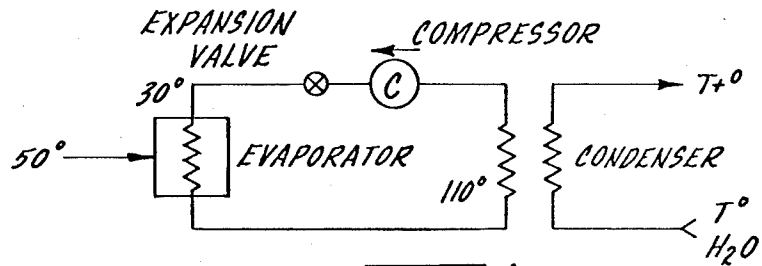 EXPANSION VALVE
COMPRESSOR
C
30°
T+°
50°
EVAPORATOR
110°
CONDENSER
T°
H₂O